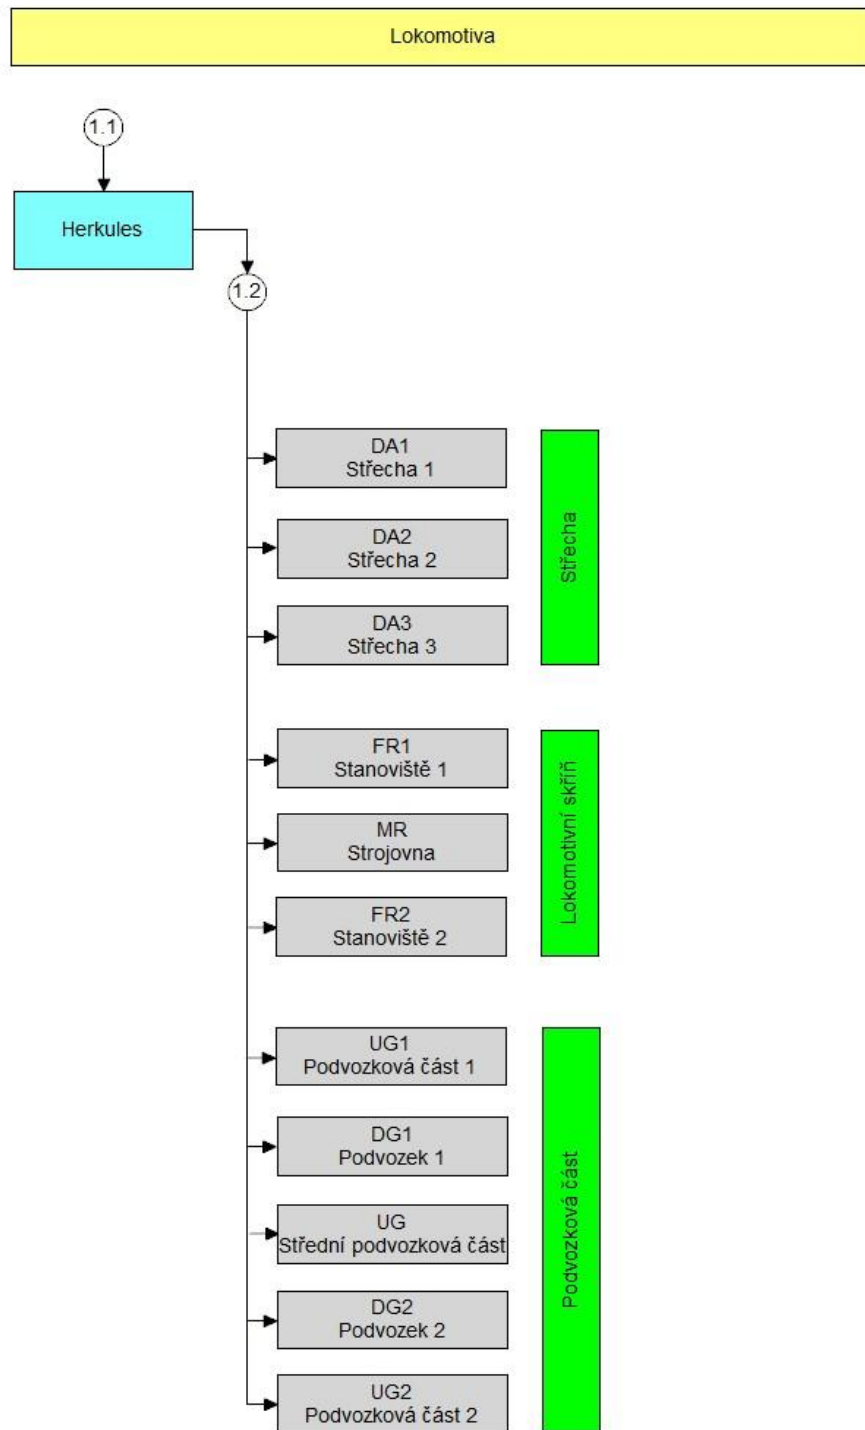 Lokomotiva
1.1
Herkules
1.2
DA1
Střecha 1
DA2
Střecha 2
DA3
Střecha 3
Střecha
FR1
Stanoviště 1
MR
Strojovna
FR2
Stanoviště 2
Lokomotivní skříň
UG1
Podvozková část 1
DG1
Podvozek 1
UG
Střední podvozková část
DG2
Podvozek 2
UG2
Podvozková část 2
Podvozková část